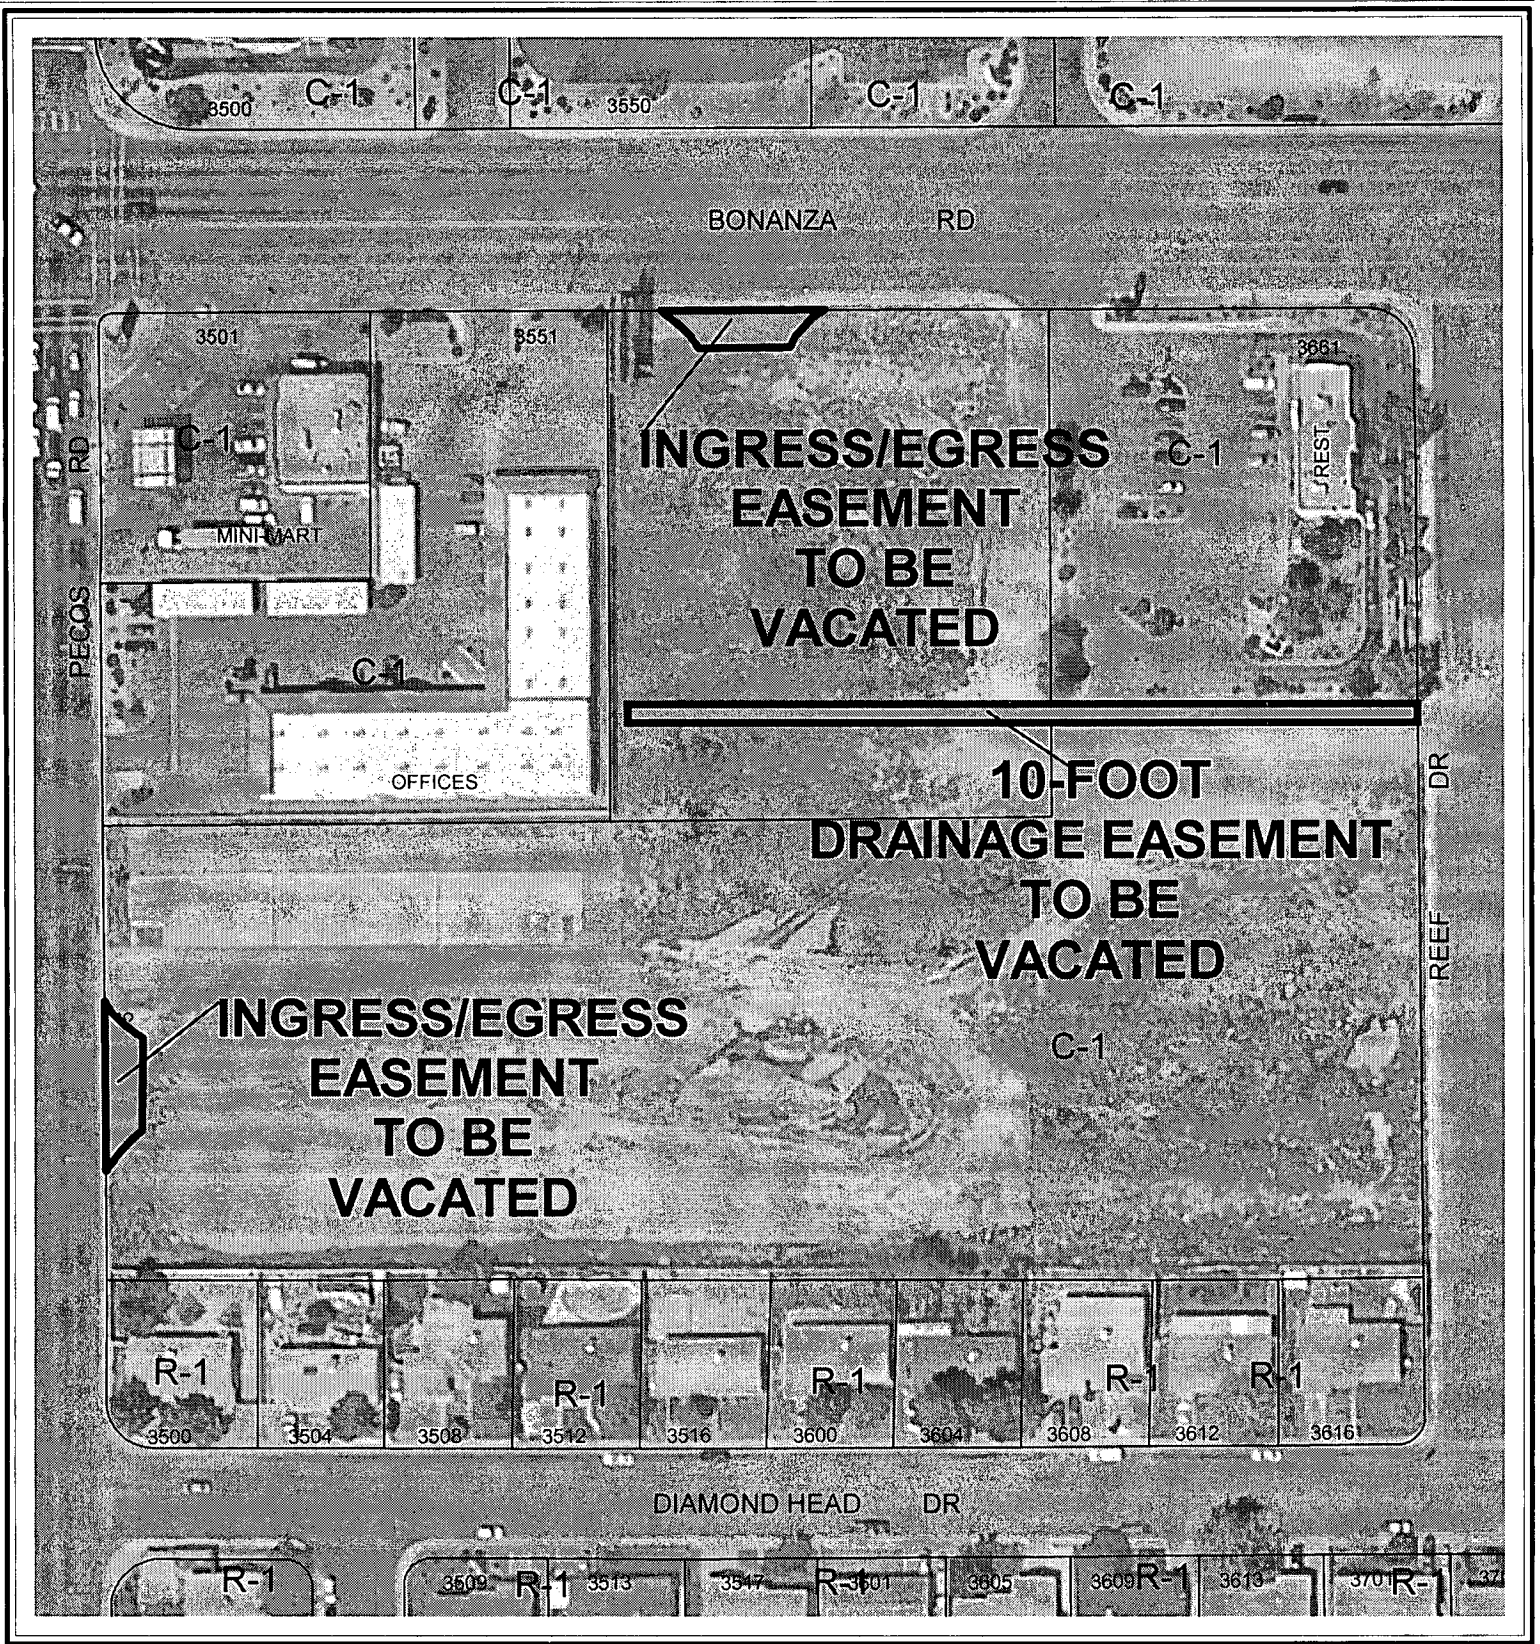 C-1
C-1
C-1
C-1
3500
3550
BONANZA RD
3501
3551
3661
C-1
INGRESS/EGRESS
EASEMENT
TO BE
VACATED
C-1
REST
PECOS RD
MINI-MART
C-1
OFFICES
10-FOOT
DRAINAGE EASEMENT
TO BE
VACATED
REEF DR
INGRESS/EGRESS
EASEMENT
TO BE
VACATED
C-1
R-1
R-1
R-1
R-1
R-1
3500
3504
3508
3512
3516
3600
3604
3608
3612
3616
DIAMOND HEAD DR
R-1
3509
R-1
3513
3517
R-1
3601
3605
3609
R-1
3613
3701
R-1